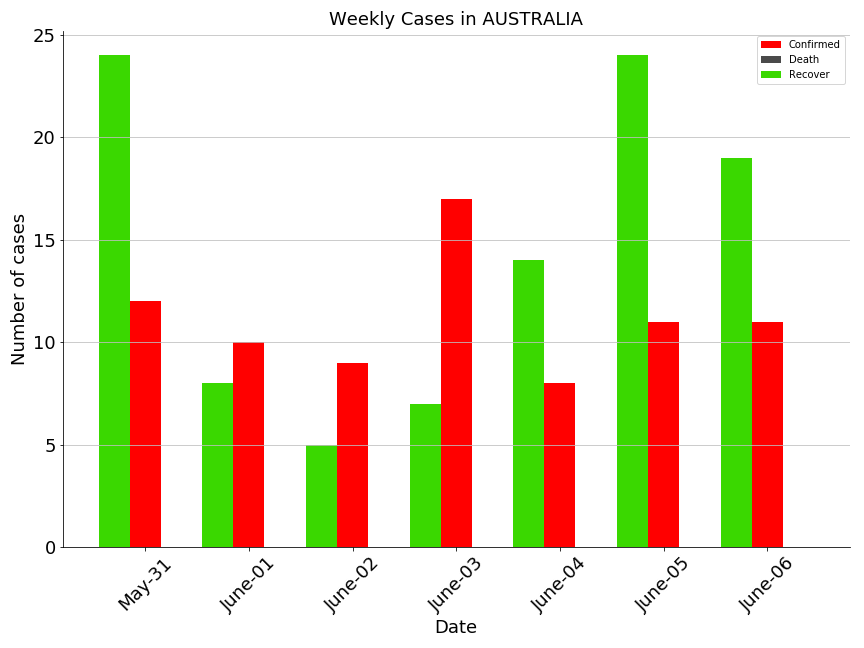 Weekly Cases in AUSTRALIA
Confirmed
Death
Recover
Number of cases
25
20
15
10
5
0
May-31
June-01
June-02
June-03
June-04
June-05
June-06
Date